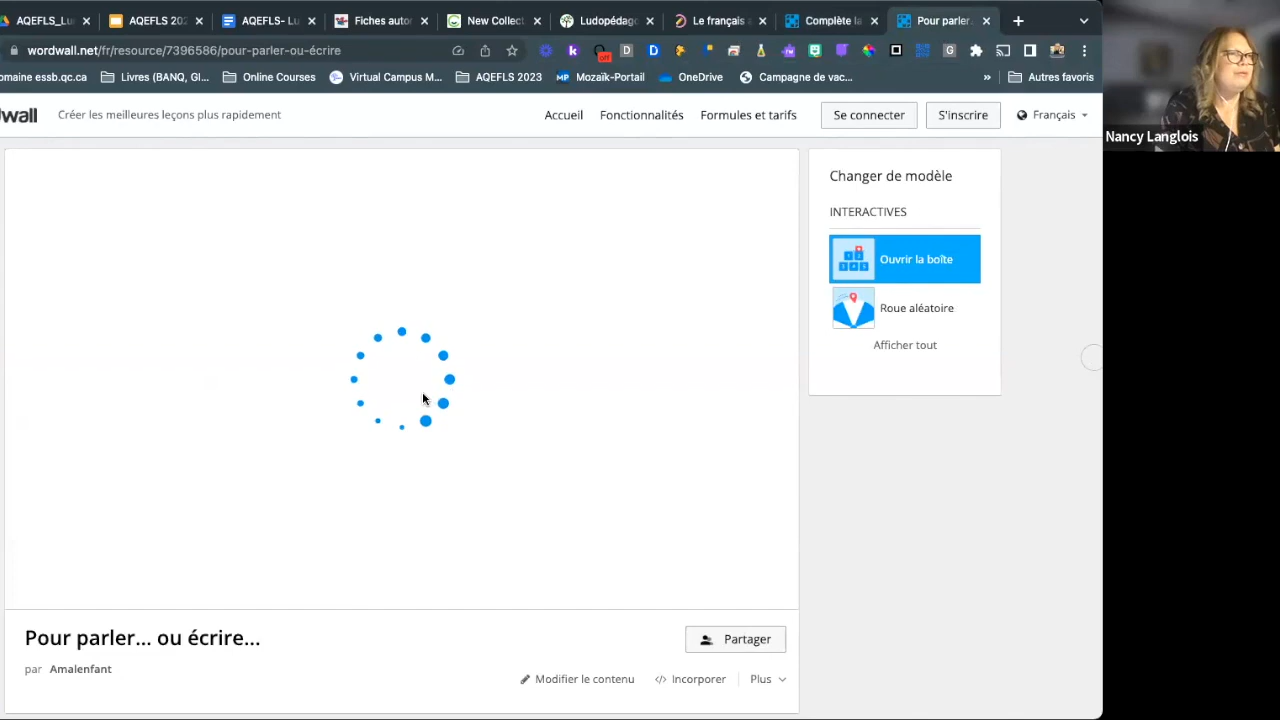 AQEFLS_Lu
AQEFLS 202
AQEFLS- Lu
Fiches auto
New Collect
Ludopédago
Le français a
Complète la
Pour parler...
wordwall.net/fr/resource/7396586/pour-parler-ou-écrire
omaine essb.qc.ca
Livres (BANQ, GI...
Online Courses
Virtual Campus M...
AQEFLS 2023
MP Mozaïk-Portail
OneDrive
Campagne de vac...
»
Autres favoris
dwall
Créer les meilleures leçons plus rapidement
Accueil
Fonctionnalités
Formules et tarifs
Se connecter
S'inscrire
Français
Nancy Langlois
Changer de modèle
INTERACTIVES
Ouvrir la boîte
Roue aléatoire
Afficher tout
Pour parler... ou écrire...
Partager
par Amalenfant
Modifier le contenu
</> Incorporer
Plus